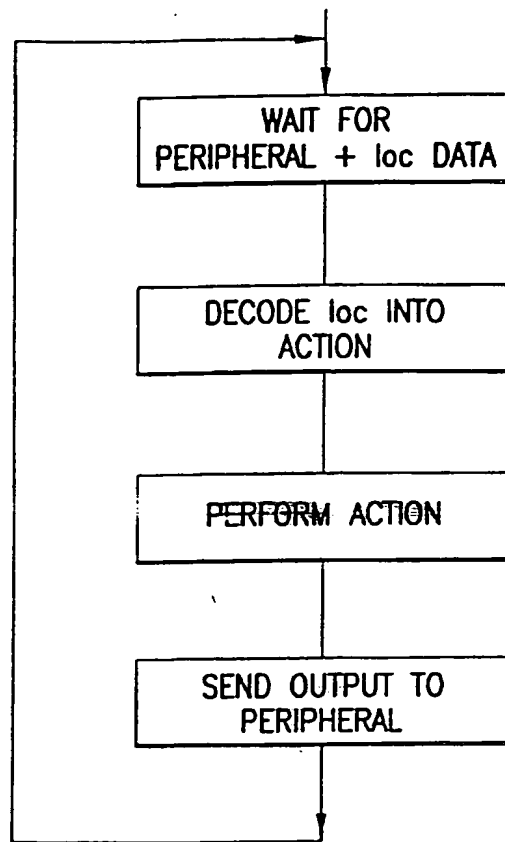 WAIT FOR
PERIPHERAL + loc DATA
DECODE loc INTO
ACTION
PERFORM ACTION
SEND OUTPUT TO
PERIPHERAL